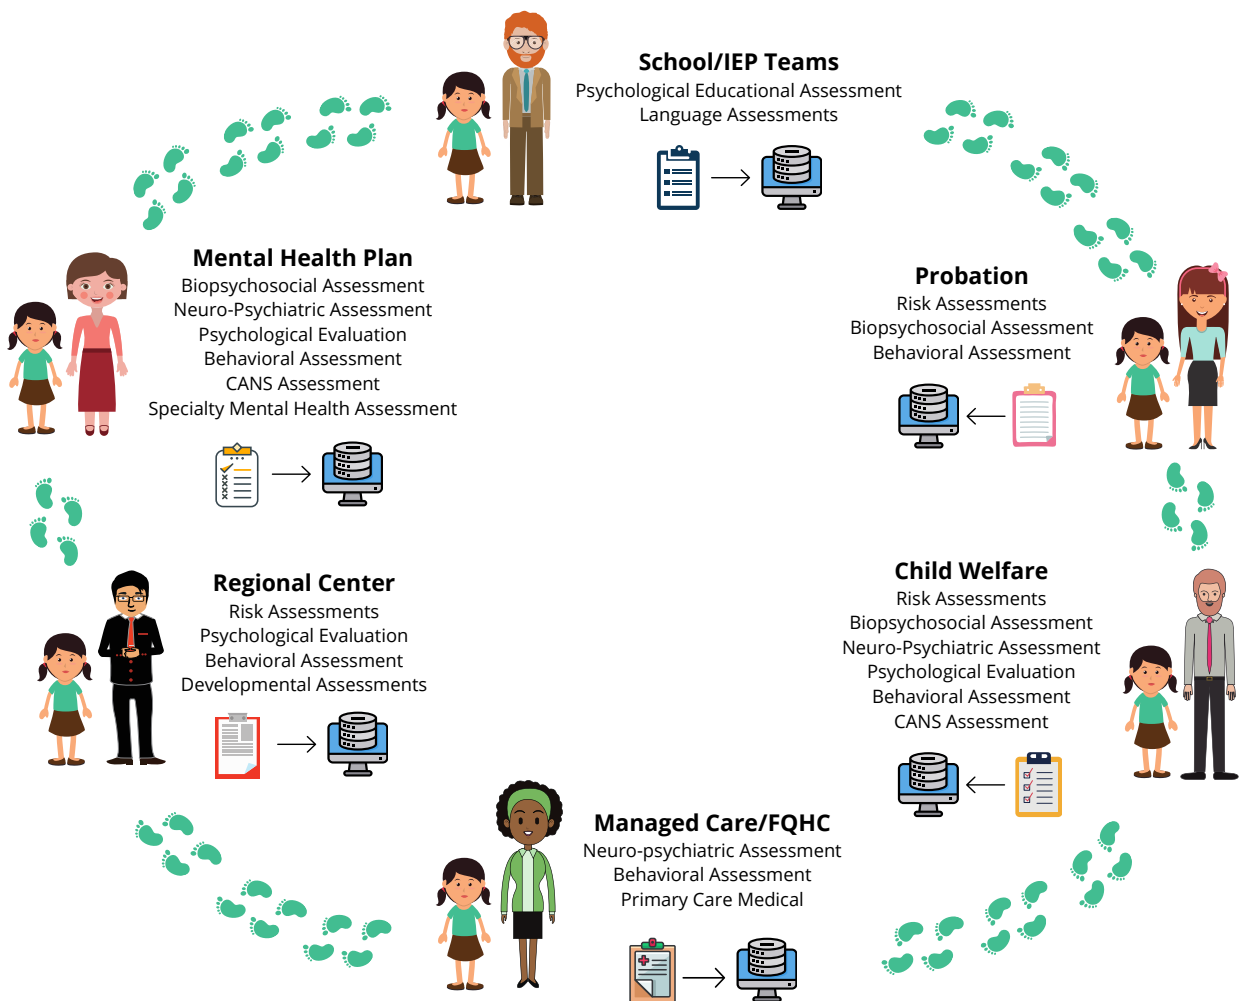 School/IEP Teams
Psychological Educational Assessment
Language Assessments
Mental Health Plan
Biopsychosocial Assessment
Neuro-Psychiatric Assessment
Psychological Evaluation
Behavioral Assessment
CANS Assessment
Specialty Mental Health Assessment
Probation
Risk Assessments
Biopsychosocial Assessment
Behavioral Assessment
Regional Center
Risk Assessments
Psychological Evaluation
Behavioral Assessment
Developmental Assessments
Child Welfare
Risk Assessments
Biopsychosocial Assessment
Neuro-Psychiatric Assessment
Psychological Evaluation
Behavioral Assessment
CANS Assessment
Managed Care/FQHC
Neuro-psychiatric Assessment
Behavioral Assessment
Primary Care Medical